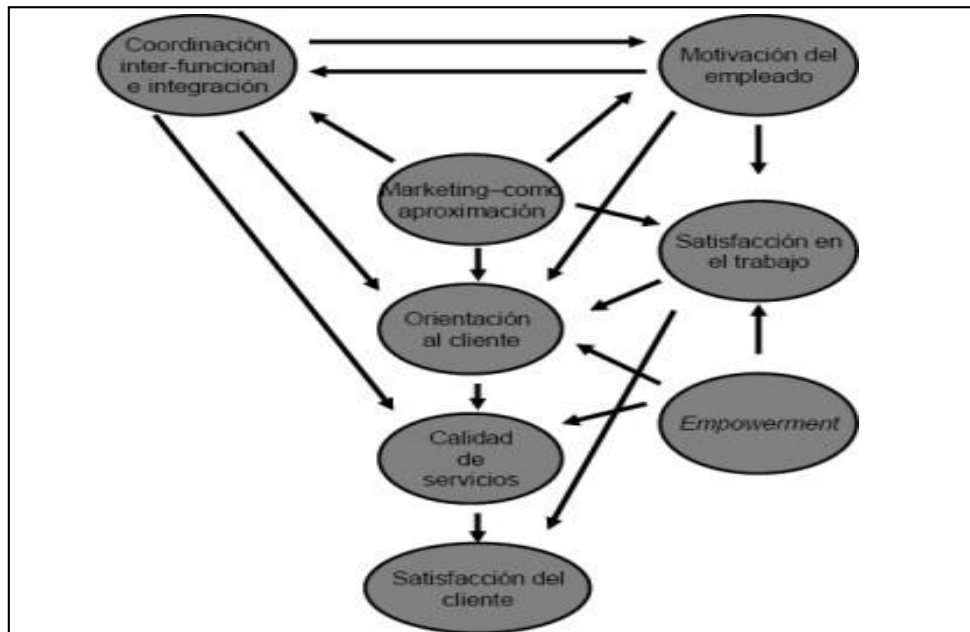 Coordinación
inter-funcional
e integración
Motivación del
empleado
Marketing–como
aproximación
Satisfacción en
el trabajo
Orientación
al cliente
Empowerment
Calidad
de
servicios
Satisfacción del
cliente